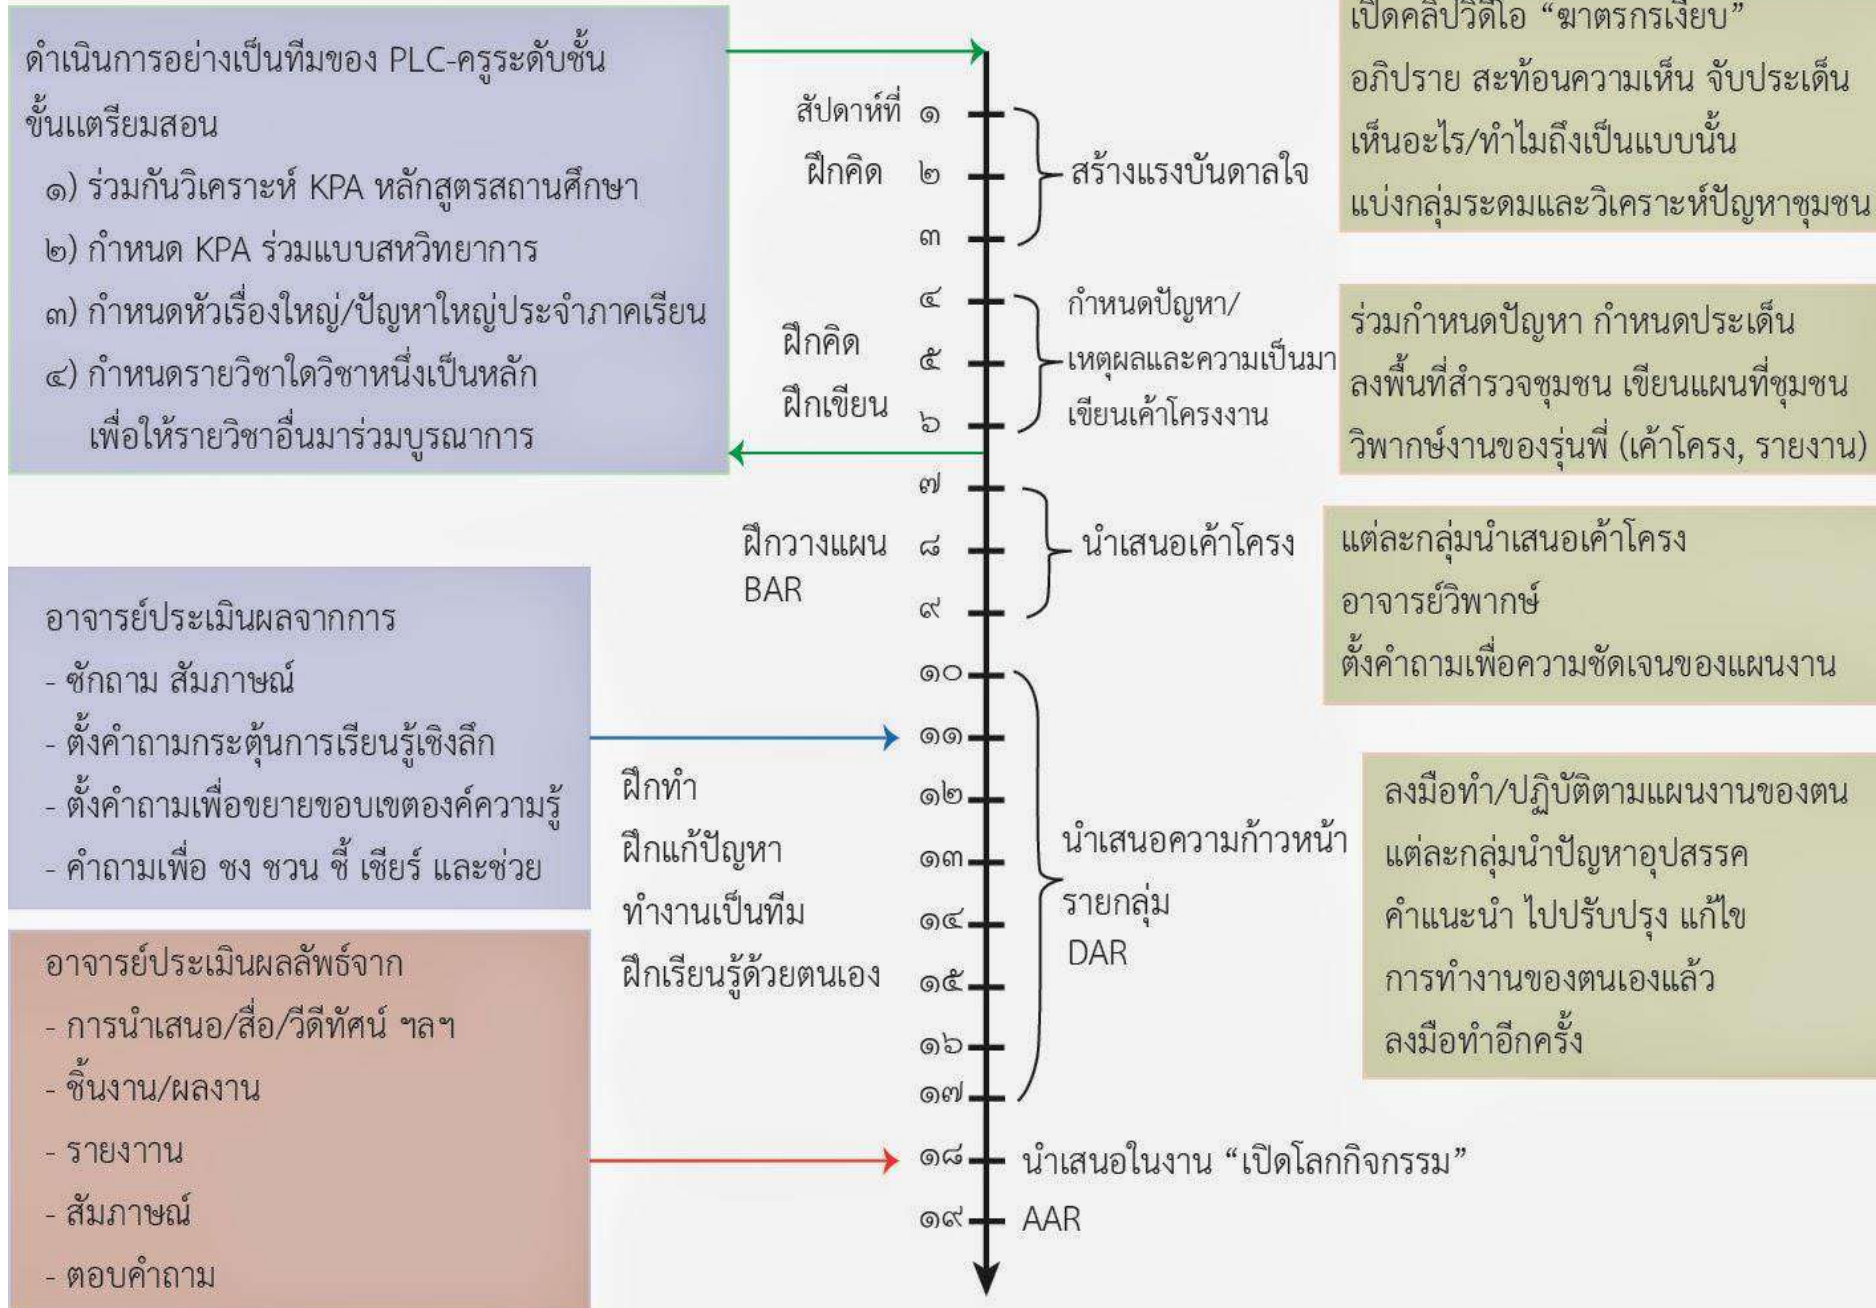 ดำเนินการอย่างเป็นทีมของ PLC-ครูระดับชั้น
ขั้นเตรียมสอน
๑) ร่วมกันวิเคราะห์ KPA หลักสูตรสถานศึกษา
๒) กำหนด KPA ร่วมแบบสหวิทยาการ
๓) กำหนดหัวเรื่องใหญ่/ปัญหาใหญ่ประจำภาคเรียน
๔) กำหนดรายวิชาใดวิชาหนึ่งเป็นหลัก
เพื่อให้รายวิชาอื่นมาร่วมบูรณาการ
อาจารย์ประเมินผลจากการ
- ซักถาม สัมภาษณ์
- ตั้งคำถามกระตุ้นการเรียนรู้เชิงลึก
- ตั้งคำถามเพื่อขยายขอบเขตองค์ความรู้
- คำถามเพื่อ ชง ชวน ชี้ เชียร์ และช่วย
อาจารย์ประเมินผลลัพธ์จาก
- การนำเสนอ/สื่อ/วีดีทัศน์ ฯลฯ
- ชิ้นงาน/ผลงาน
- รายงาาน
- สัมภาษณ์
- ตอบคำถาม
สัปดาห์ที่ ๑
ฝึกคิด ๒
๓
สร้างแรงบันดาลใจ
๔
ฝึกคิด
๕
ฝึกเขียน ๖
กำหนดปัญหา/
เหตุผลและความเป็นมา
เขียนเค้าโครงงาน
๗
ฝึกวางแผน ๘
BAR
๙
นำเสนอเค้าโครง
๑๐
๑๑
ฝึกทำ ๑๒
ฝึกแก้ปัญหา ๑๓
ทำงานเป็นทีม ๑๔
ฝึกเรียนรู้ด้วยตนเอง ๑๕
๑๖
๑๗
นำเสนอความก้าวหน้า
รายกลุ่ม
DAR
๑๘ นำเสนอในงาน “เปิดโลกกิจกรรม”
๑๙ AAR
เปิดคลิปวิดีโอ “ฆาตรกรเงียบ”
อภิปราย สะท้อนความเห็น จับประเด็น
เห็นอะไร/ทำไมถึงเป็นแบบนั้น
แบ่งกลุ่มระดมและวิเคราะห์ปัญหาชุมชน
ร่วมกำหนดปัญหา กำหนดประเด็น
ลงพื้นที่สำรวจชุมชน เขียนแผนที่ชุมชน
วิพากษ์งานของรุ่นพี่ (เค้าโครง, รายงาน)
แต่ละกลุ่มนำเสนอเค้าโครง
อาจารย์วิพากษ์
ตั้งคำถามเพื่อความชัดเจนของแผนงาน
ลงมือทำ/ปฏิบัติตามแผนงานของตน
แต่ละกลุ่มนำปัญหาอุปสรรค
คำแนะนำ ไปปรับปรุง แก้ไข
การทำงานของตนเองแล้ว
ลงมือทำอีกครั้ง